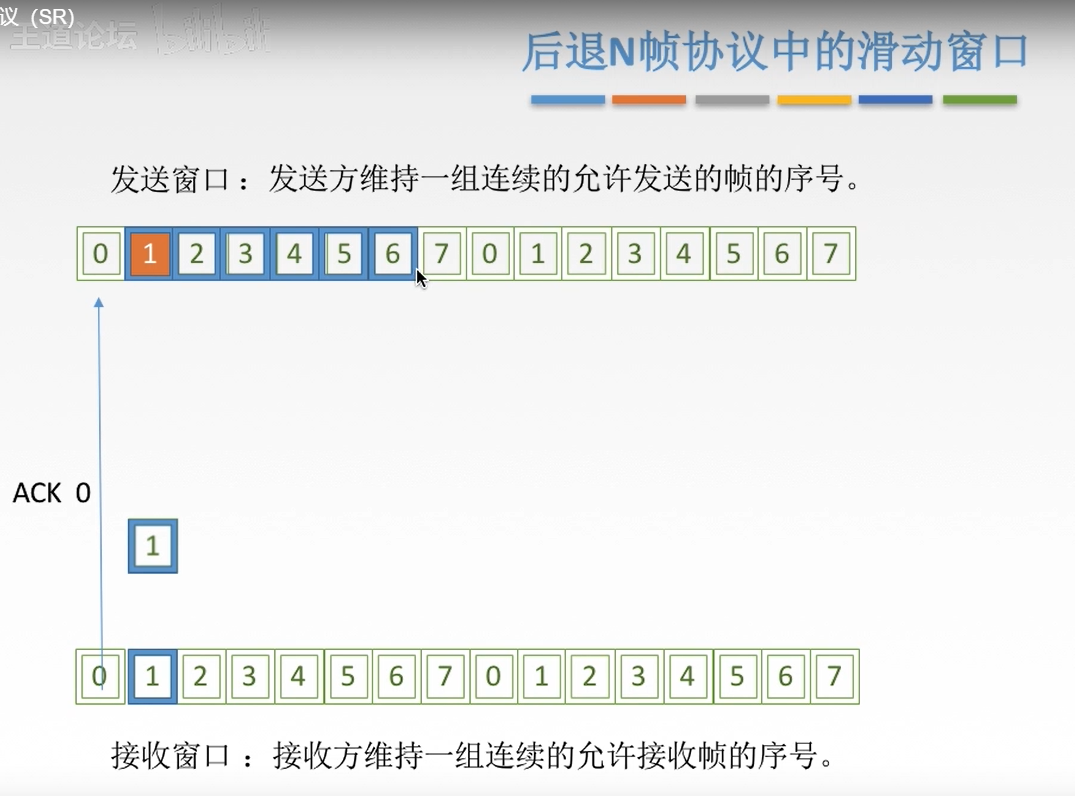 议（SR)
王道论坛 bilibili
后退N帧协议中的滑动窗口
发送窗口：发送方维持一组连续的允许发送的帧的序号。
0 1 2 3 4 5 6 7 0 1 2 3 4 5 6 7
ACK 0
1
0 1 2 3 4 5 6 7 0 1 2 3 4 5 6 7
接收窗口：接收方维持一组连续的允许接收帧的序号。